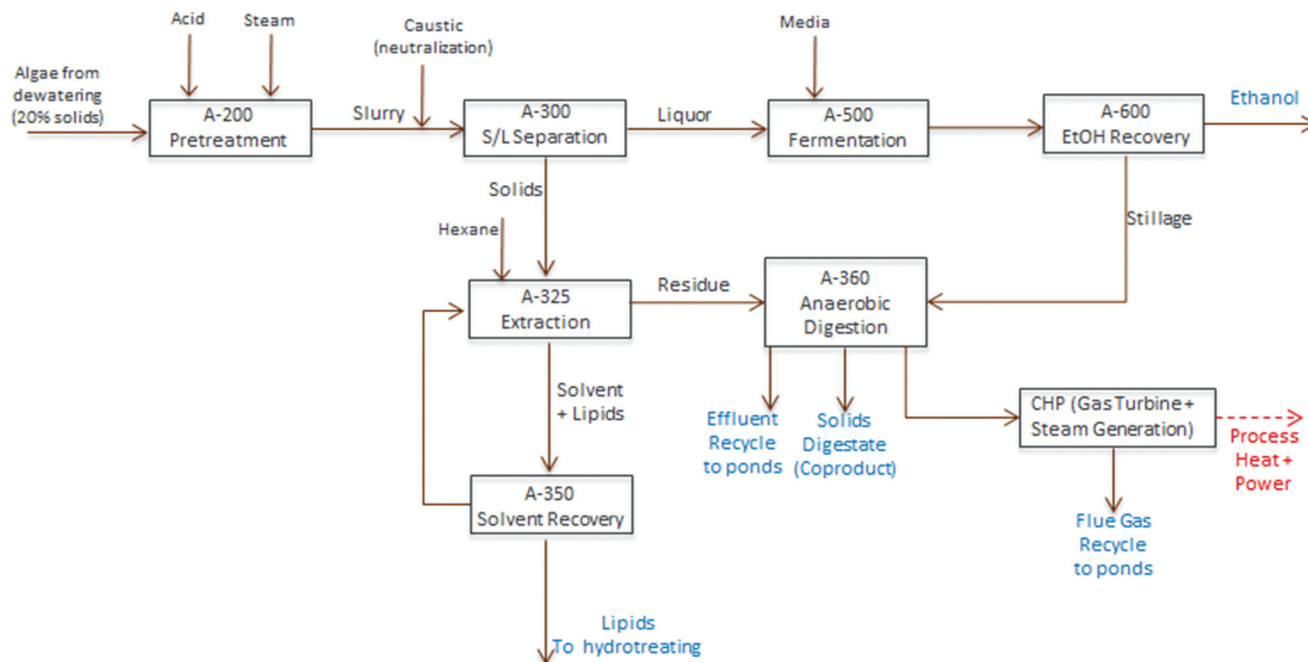 Acid
Steam
Caustic
(neutralization)
Media
Algae from
dewatering
(20% solids)
A-200
Pretreatment
Slurry
A-300
S/L Separation
Liquor
A-500
Fermentation
A-600
EtOH Recovery
Ethanol
Solids
Hexane
Stillage
A-325
Extraction
Residue
A-360
Anaerobic
Digestion
Solvent
+ Lipids
Effluent
Recycle
to ponds
Solids
Digestate
(Coproduct)
CHP (Gas Turbine +
Steam Generation)
Process
Heat +
Power
A-350
Solvent Recovery
Flue Gas
Recycle
to ponds
Lipids
To hydrotreating